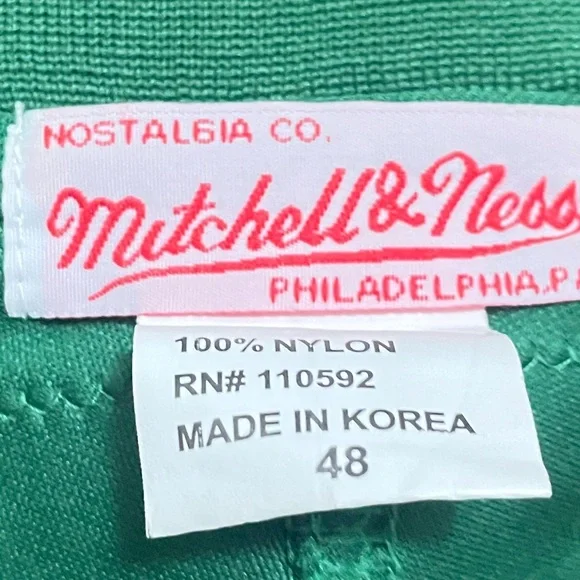 NOSTALGIA CO.
Mitchell & Ness
PHILADELPHIA, PA
100% NYLON
RN# 110592
MADE IN KOREA
48